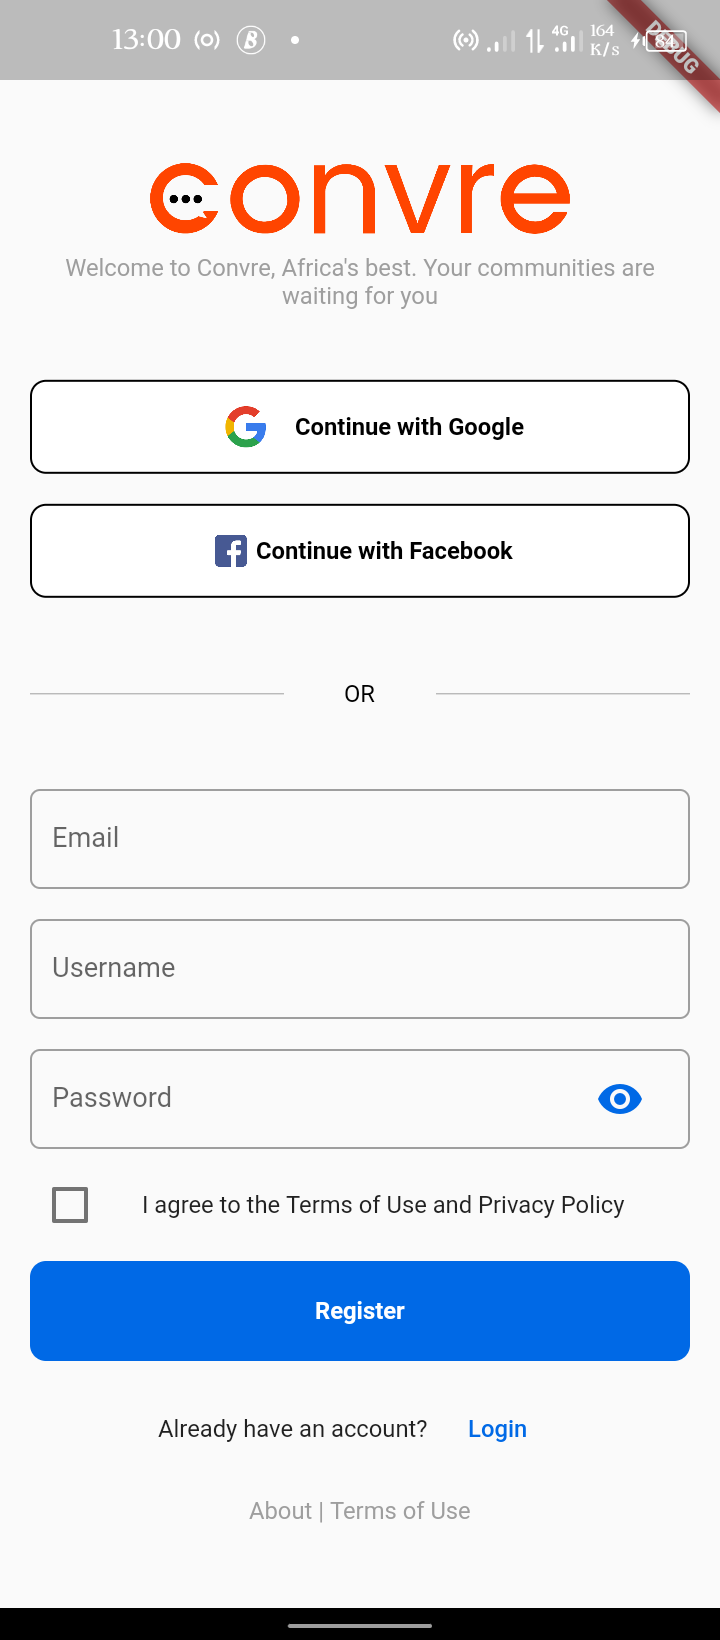 13:00 B 4G 164 K/s 84
DEBUG
convre
Welcome to Convre, Africa's best. Your communities are
waiting for you
Continue with Google
Continue with Facebook
OR
Email
Username
Password
I agree to the Terms of Use and Privacy Policy
Register
Already have an account? Login
About | Terms of Use